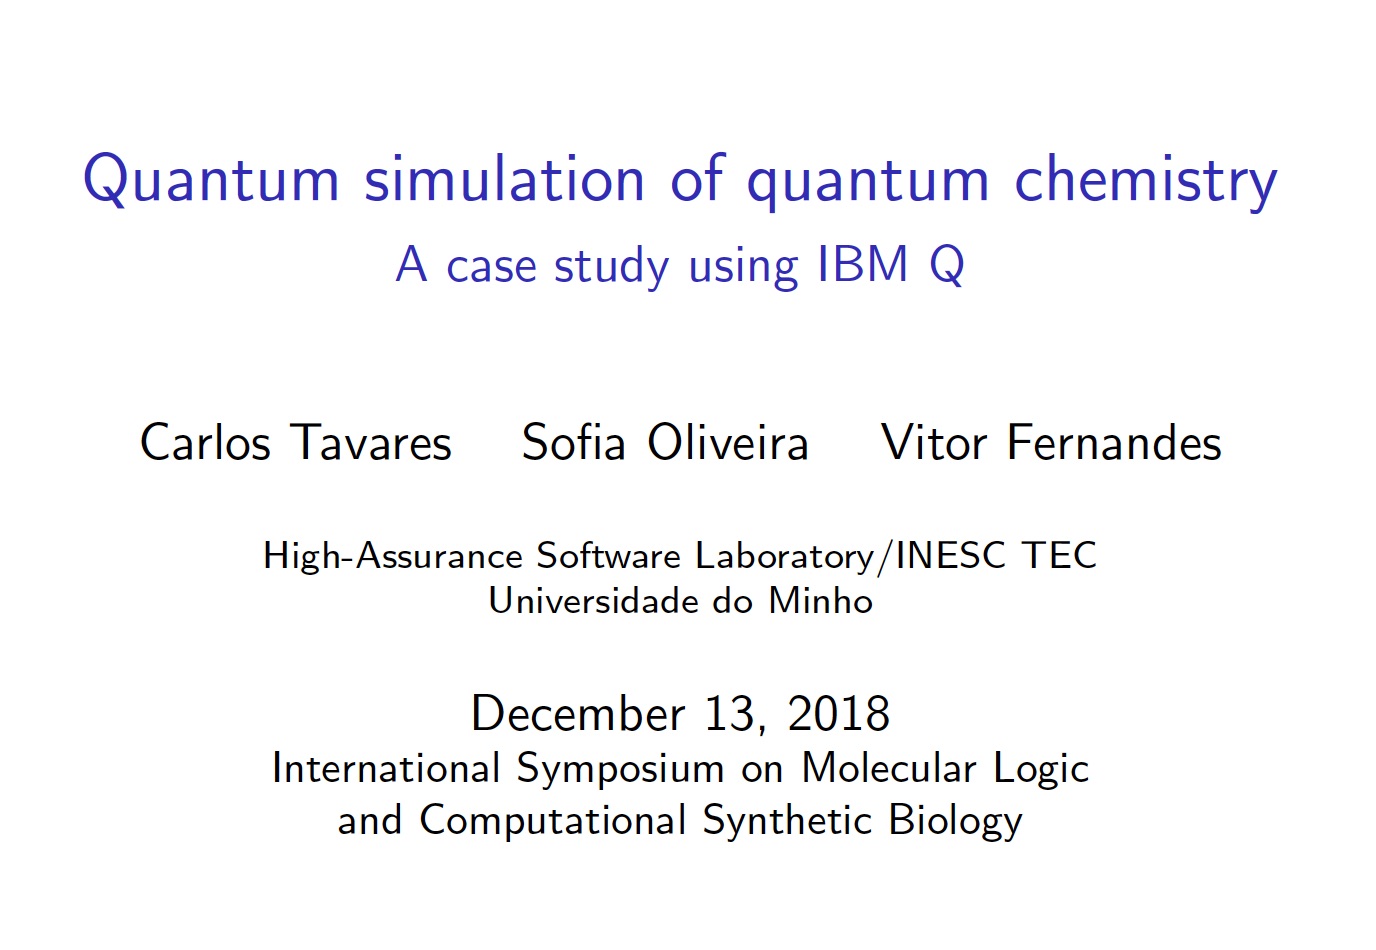 Quantum simulation of quantum chemistry
A case study using IBM Q
Carlos Tavares Sofia Oliveira Vitor Fernandes
High-Assurance Software Laboratory/INESC TEC
Universidade do Minho
December 13, 2018
International Symposium on Molecular Logic
and Computational Synthetic Biology